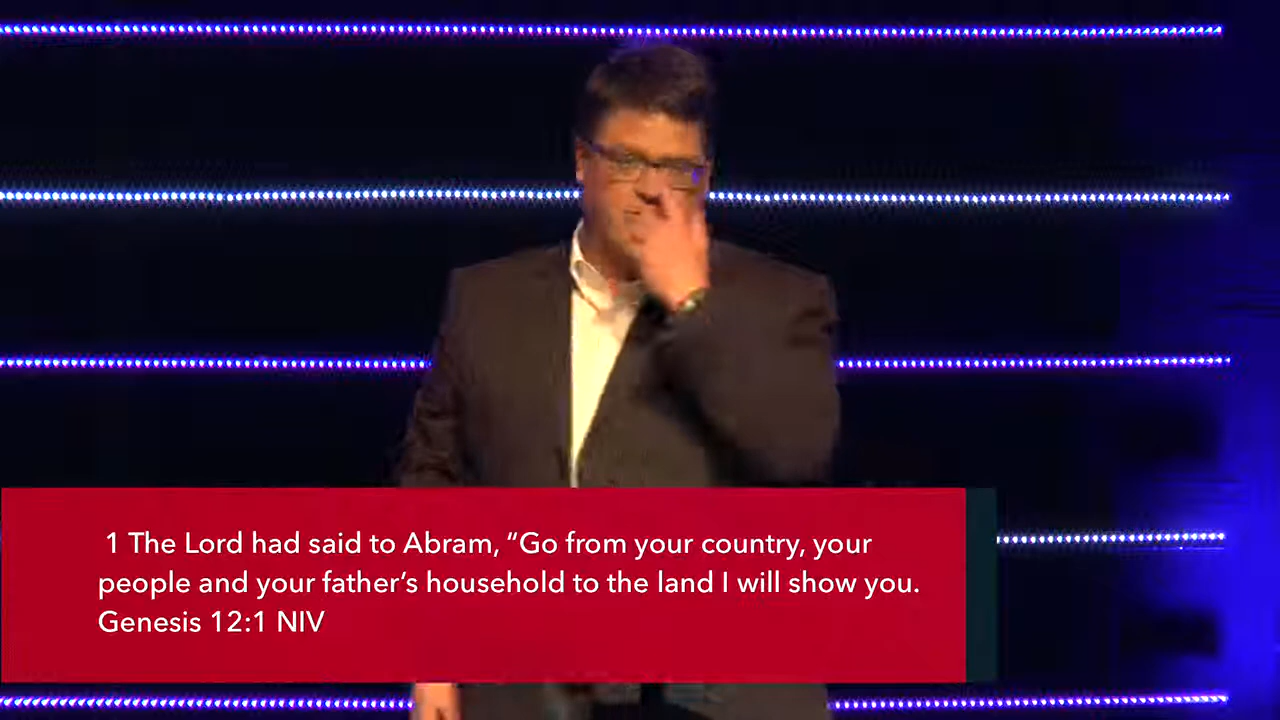 1 The Lord had said to Abram, “Go from your country, your
people and your father’s household to the land I will show you.
Genesis 12:1 NIV